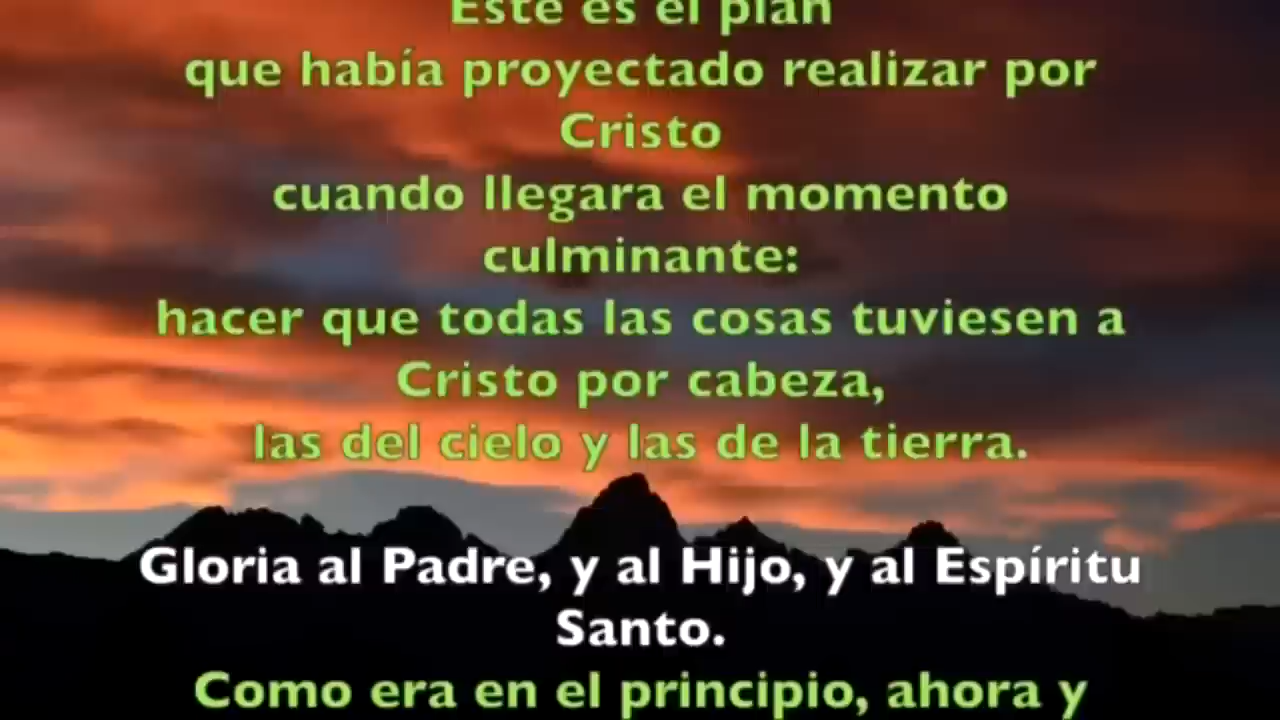 Este es el plan
que había proyectado realizar por
Cristo
cuando llegara el momento
culminante:
hacer que todas las cosas tuviesen a
Cristo por cabeza,
las del cielo y las de la tierra.
Gloria al Padre, y al Hijo, y al Espíritu
Santo.
Como era en el principio, ahora y